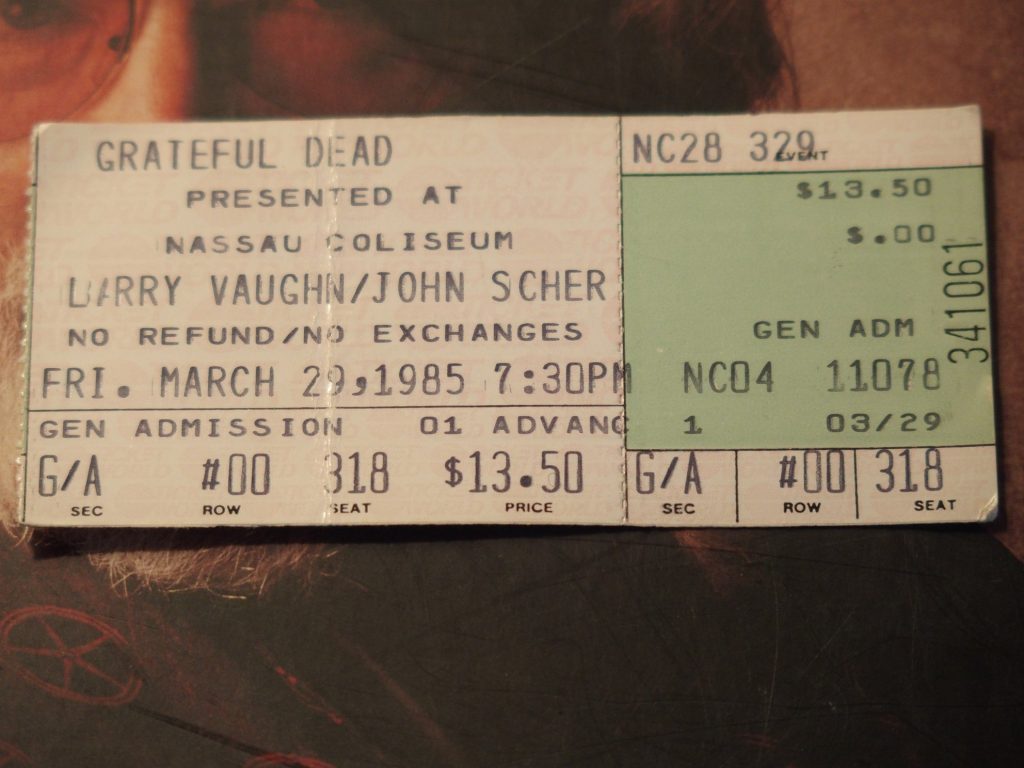 GRATEFUL DEAD
PRESENTED AT
NASSAU COLISEUM
LARRY VAUGHN/JOHN SCHER
NO REFUND/NO EXCHANGES
FRI. MARCH 29,1985 7:30PM
GEN ADMISSION 01 ADVANC
G/A #00 318 $13.50
SEC ROW SEAT PRICE
NC28 329
EVENT
$13.50
$.00
GEN ADM
NC04 11078
1 03/29
G/A #00 318
SEC ROW SEAT
341061